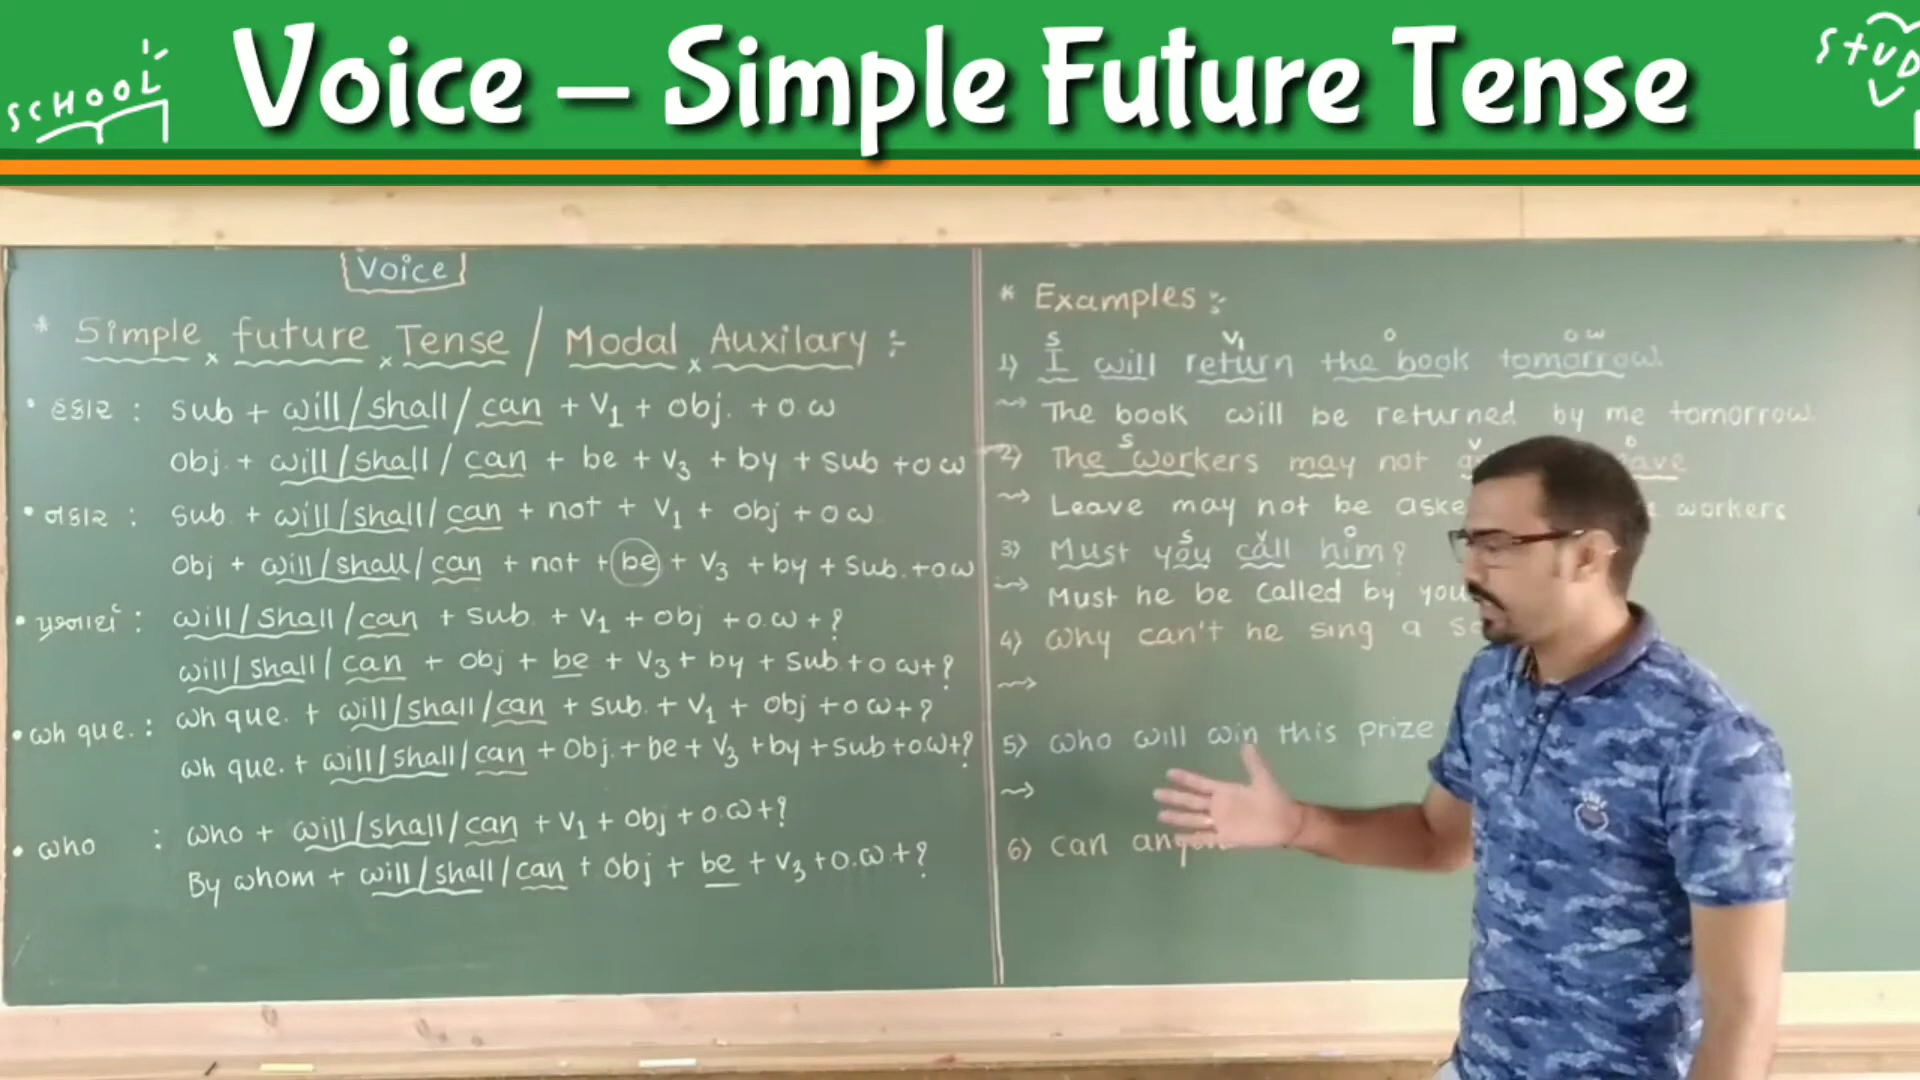 SCHOOL
Voice – Simple Future Tense
Voice
* Simple × future × Tense / Modal × Auxilary :-
• હકાર : sub + will/shall/can + V₁ + obj. + o.w
obj. + will/shall/can + be + V₃ + by + sub + o w
• નકાર : sub + will/shall/can + not + V₁ + obj + o w
Obj + will/shall/can + not + be + V₃ + by + Sub. + o w
• પ્રશ્નાર્થ : will/Shall/can + sub + V₁ + obj + o.w + ?
will/shall/can + obj + be + V₃ + by + Sub + o w + ?
• wh que. : wh que. + will/shall/can + sub. + V₁ + obj + o w + ?
wh que. + will/shall/can + obj. + be + V₃ + by + sub + o.w + ?
• who : who + will/shall/can + V₁ + obj + o.w + ?
By whom + will/shall/can + obj + be + V₃ + o.w + ?
* Examples :-
S V₁ O O W
1) I will return the book tomorrow.
The book will be returned by me tomorrow.
S V O
2) The workers may not
Leave may not be workers
S V O
3) Must you call him?
Must he be called by you
4) Why can't he sing a
5) who will win this prize
6) can